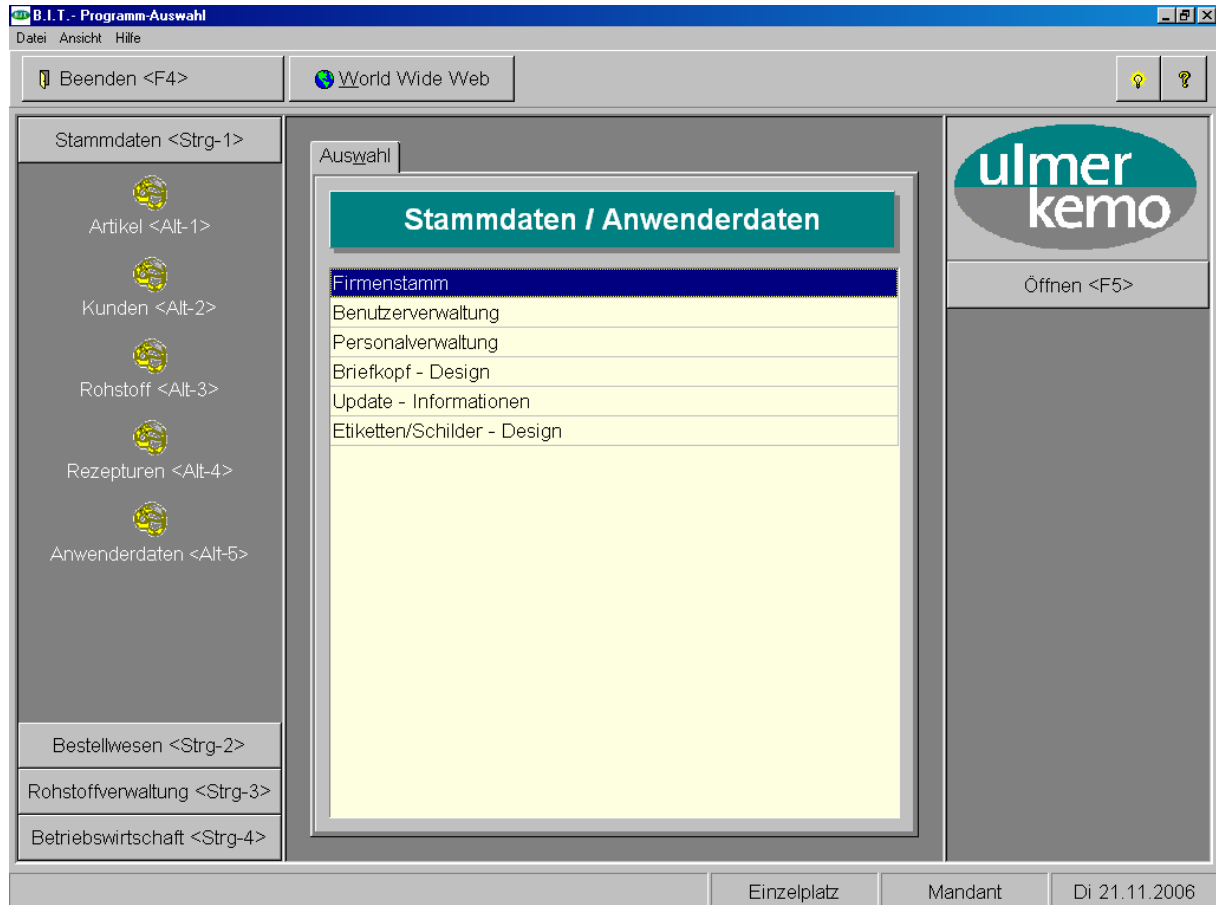 B.I.T.- Programm-Auswahl
Datei Ansicht Hilfe
Beenden <F4>
World Wide Web
Stammdaten <Strg-1>
Artikel <Alt-1>
Kunden <Alt-2>
Rohstoff <Alt-3>
Rezepturen <Alt-4>
Anwenderdaten <Alt-5>
Bestellwesen <Strg-2>
Rohstoffverwaltung <Strg-3>
Betriebswirtschaft <Strg-4>
Auswahl
Stammdaten / Anwenderdaten
Firmenstamm
Benutzerverwaltung
Personalverwaltung
Briefkopf - Design
Update - Informationen
Etiketten/Schilder - Design
ulmer
kemo
Öffnen <F5>
Einzelplatz Mandant Di 21.11.2006